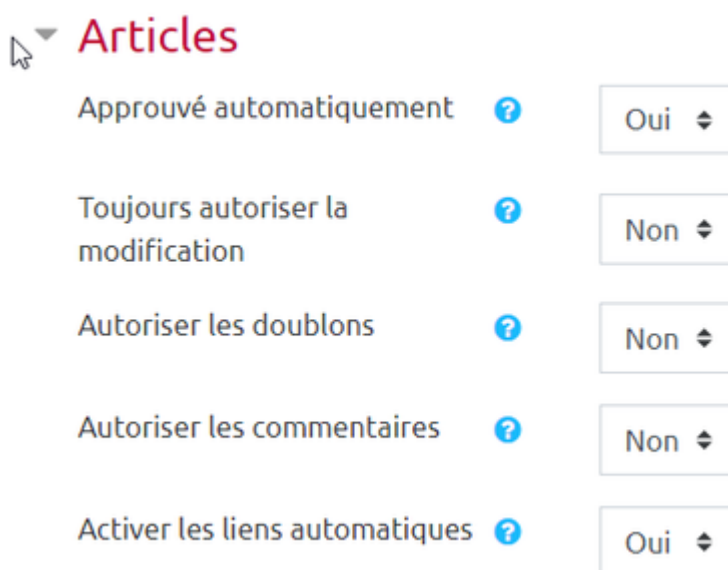 Articles
Approuvé automatiquement
Oui
Toujours autoriser la
modification
Non
Autoriser les doublons
Non
Autoriser les commentaires
Non
Activer les liens automatiques
Oui